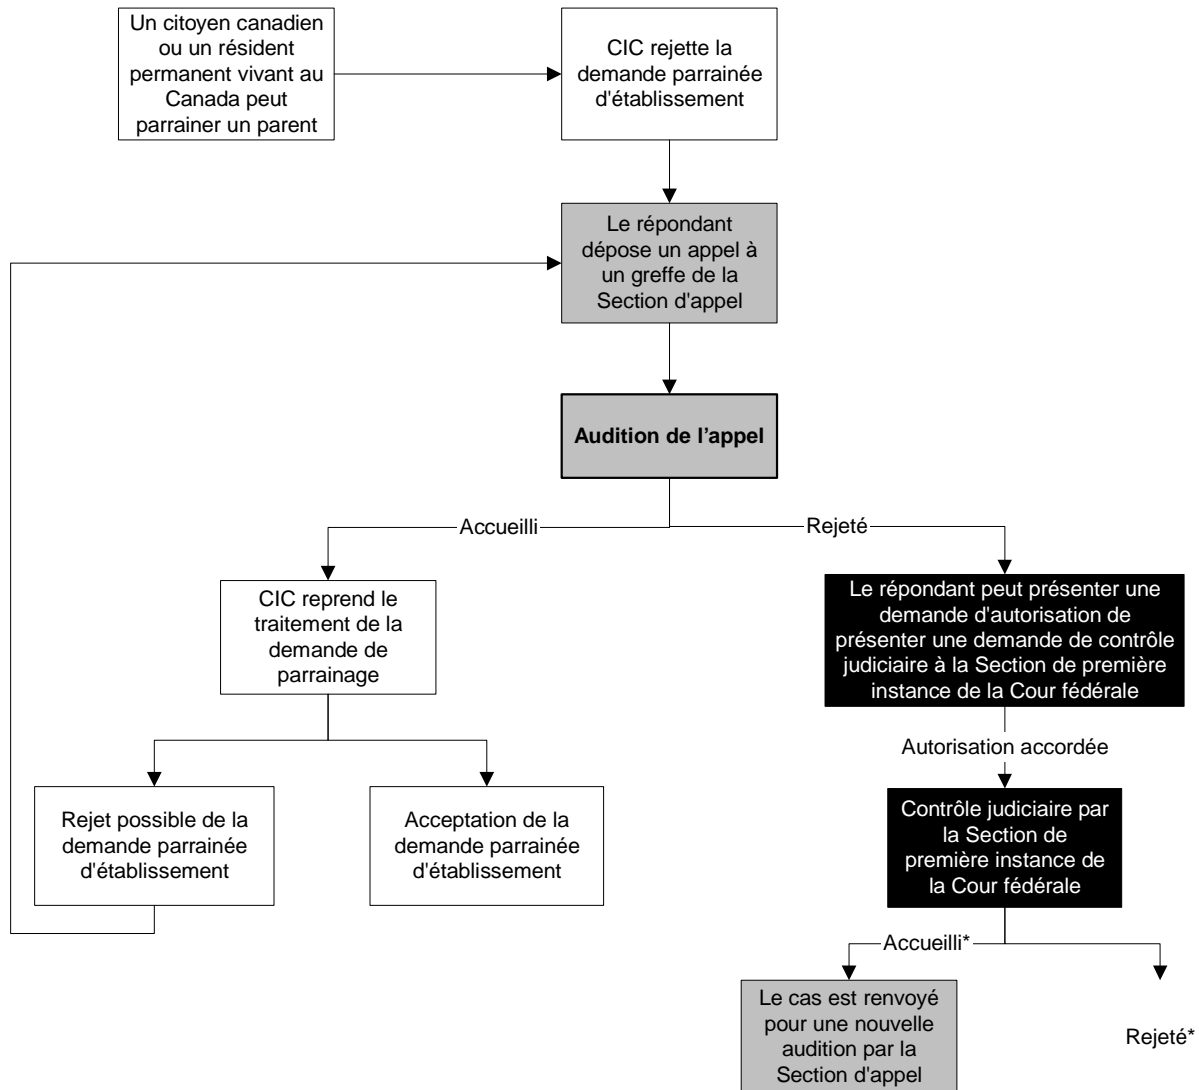 Un citoyen canadien
ou un résident
permanent vivant au
Canada peut
parrainer un parent
CIC rejette la
demande parrainée
d'établissement
Le répondant
dépose un appel à
un greffe de la
Section d'appel
Audition de l’appel
Accueilli
Rejeté
CIC reprend le
traitement de la
demande de
parrainage
Le répondant peut présenter une
demande d'autorisation de
présenter une demande de contrôle
judiciaire à la Section de première
instance de la Cour fédérale
Autorisation accordée
Rejet possible de la
demande parrainée
d'établissement
Acceptation de la
demande parrainée
d'établissement
Contrôle judiciaire par
la Section de
première instance de
la Cour fédérale
Accueilli*
Le cas est renvoyé
pour une nouvelle
audition par la
Section d'appel
Rejeté*